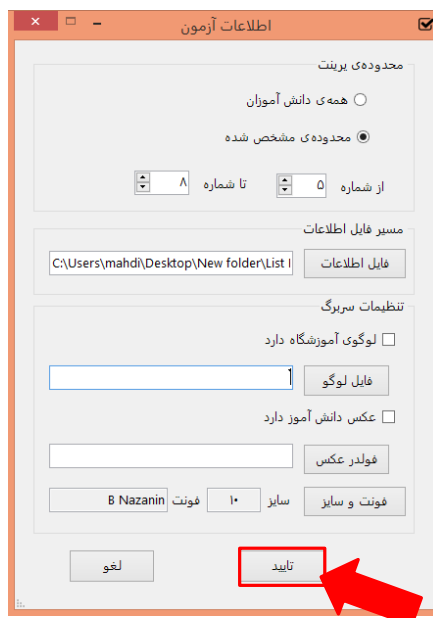 اطلاعات آزمون
محدوده‌ی پرینت
همه‌ی دانش آموزان
محدوده‌ی مشخص شده
از شماره ۵ تا شماره ۸
مسیر فایل اطلاعات
فایل اطلاعات C:\Users\mahdi\Desktop\New folder\List I
تنظیمات سربرگ
لوگوی آموزشگاه دارد
فایل لوگو
عکس دانش آموز دارد
فولدر عکس
فونت و سایز سایز ۱۰ فونت B Nazanin
تایید لغو